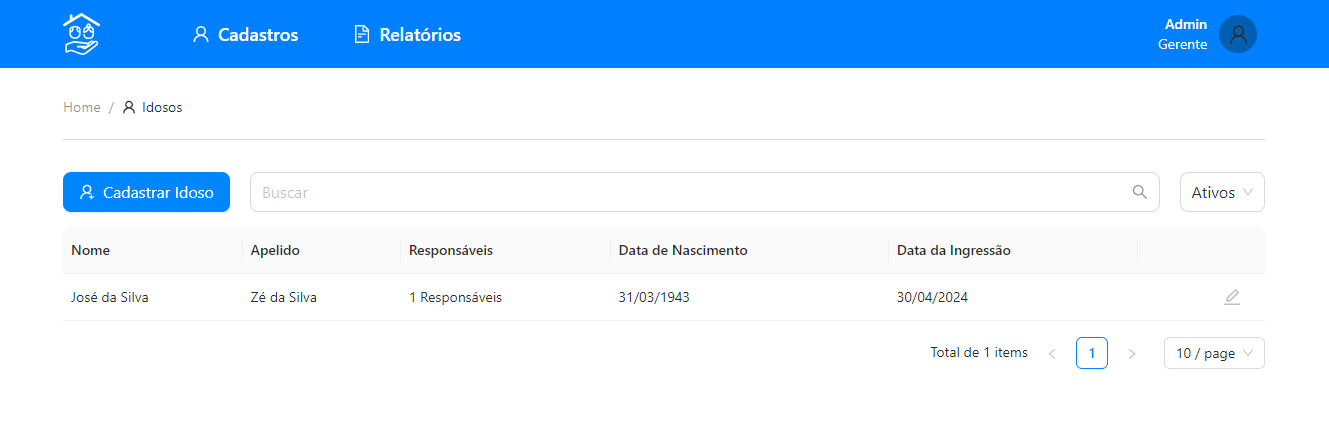 Cadastros Relatórios Admin
Gerente
Home / Idosos
Cadastrar Idoso Buscar Ativos
Nome Apelido Responsáveis Data de Nascimento Data da Ingressão
José da Silva Zé da Silva 1 Responsáveis 31/03/1943 30/04/2024
Total de 1 items < 1 > 10 / page